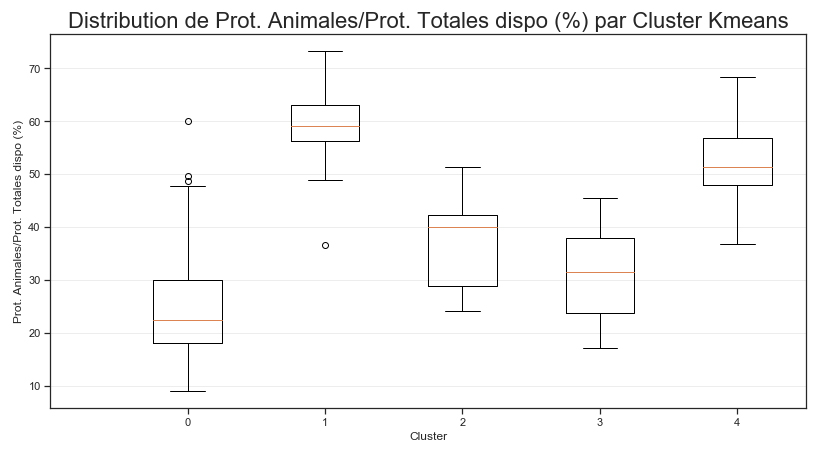 Distribution de Prot. Animales/Prot. Totales dispo (%) par Cluster Kmeans
Prot. Animales/Prot. Totales dispo (%)
70
60
50
40
30
20
10
0 1 2 3 4
Cluster